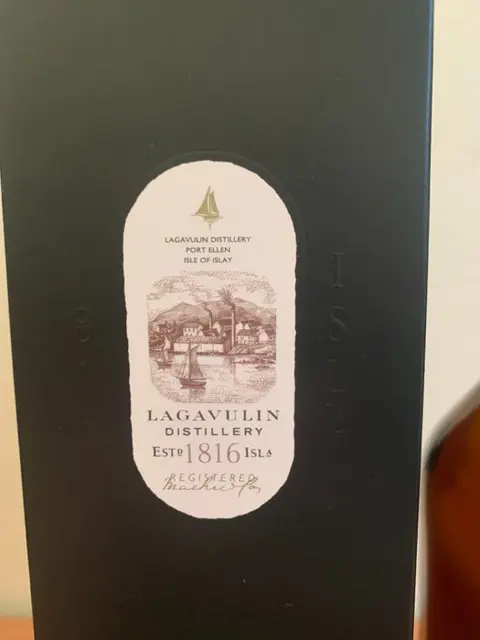 LAGAVULIN DISTILLERY
PORT ELLEN
ISLE OF ISLAY
LAGAVULIN
DISTILLERY
ESTD 1816 ISLA
REGISTERED